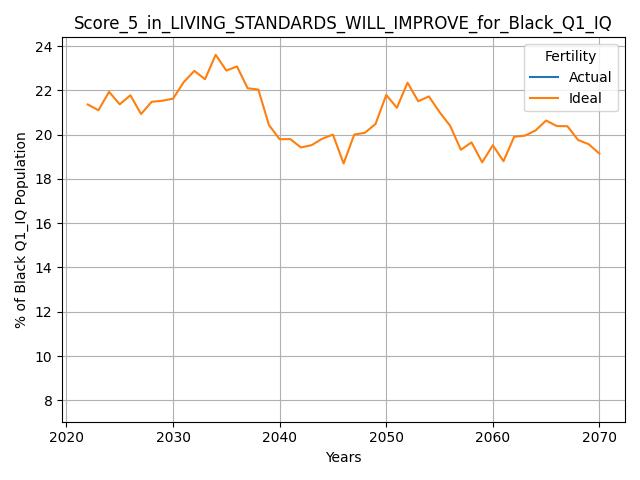 Score_5_in_LIVING_STANDARDS_WILL_IMPROVE_for_Black_Q1_IQ
Fertility
Actual
Ideal
% of Black Q1_IQ Population
24
22
20
18
16
14
12
10
8
2020 2030 2040 2050 2060 2070
Years